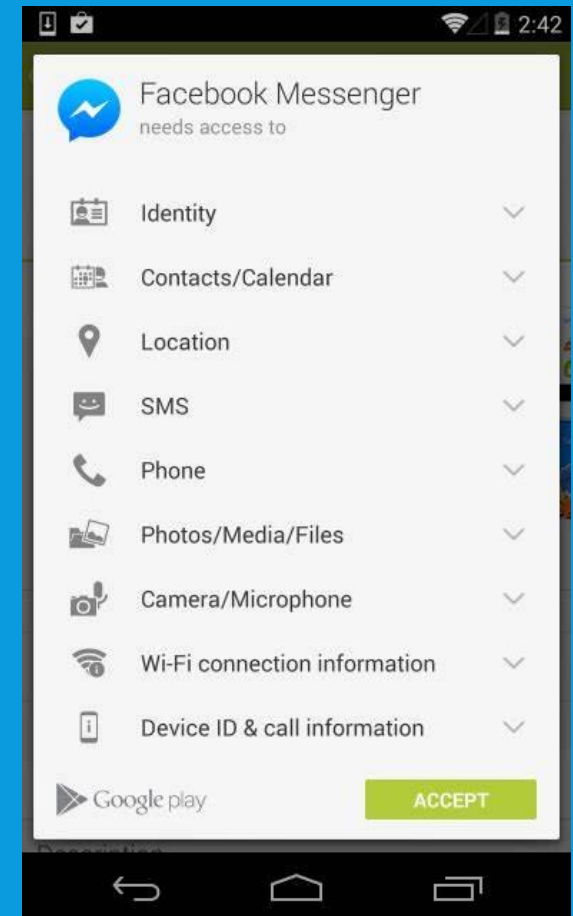 2:42
Facebook Messenger
needs access to
Identity
Contacts/Calendar
Location
SMS
Phone
Photos/Media/Files
Camera/Microphone
Wi-Fi connection information
Device ID & call information
Google play
ACCEPT
Description